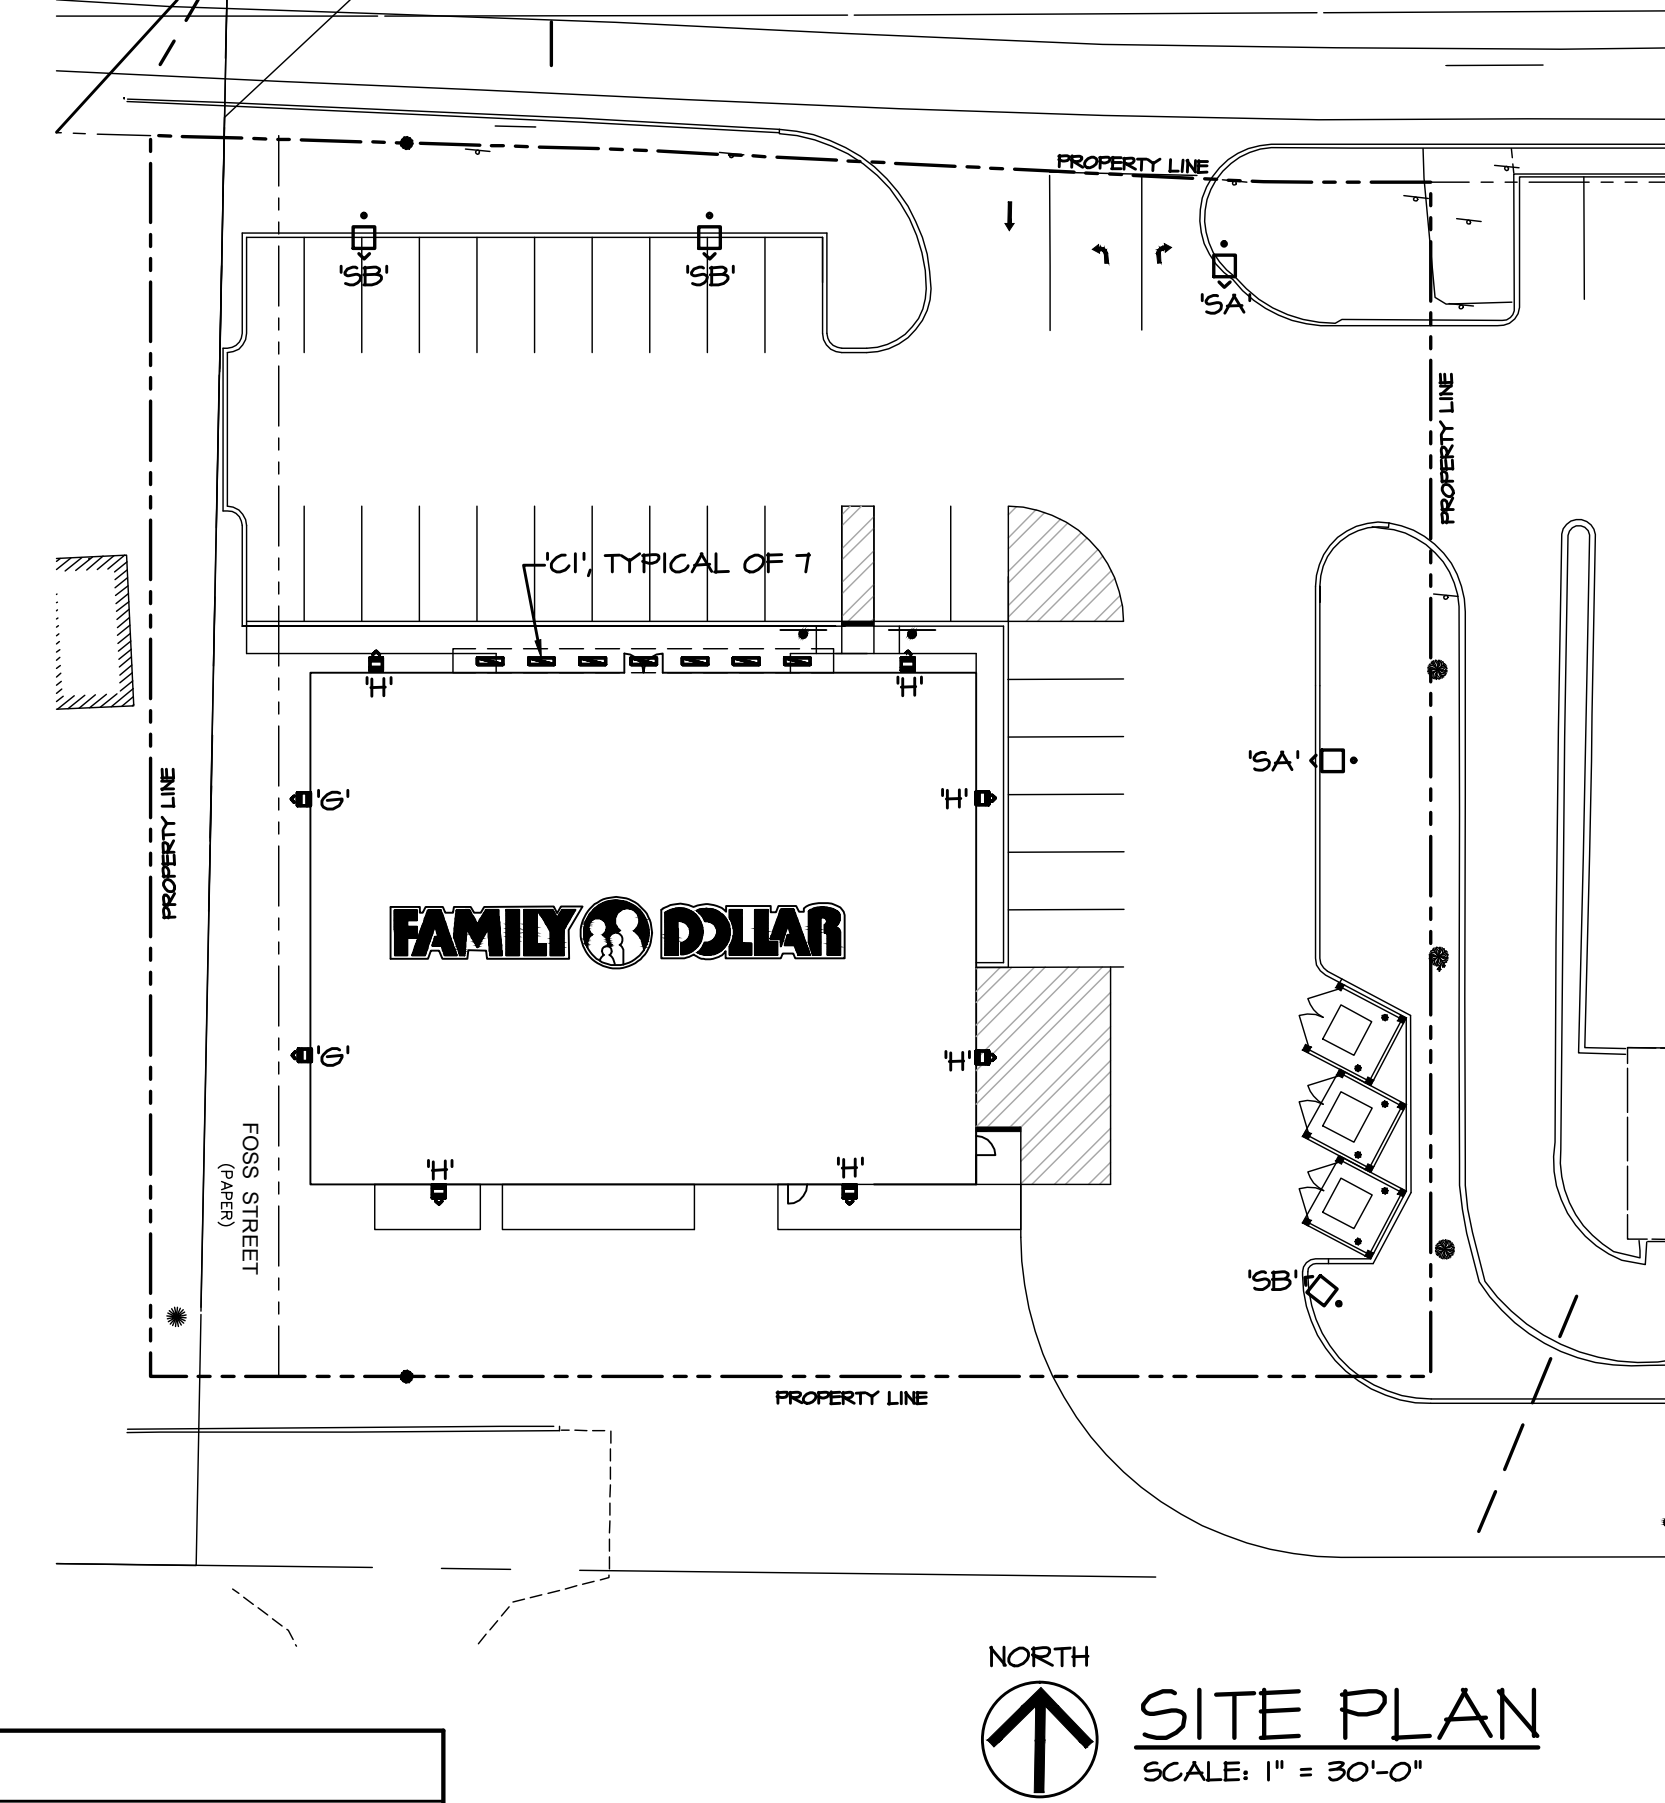 PROPERTY LINE
'SB'
'SB'
'SA'
PROPERTY LINE
'C1', TYPICAL OF 7
'H'
'H'
'SA'
PROPERTY LINE
'G'
'H'
FAMILY DOLLAR
'G'
'H'
FOSS STREET
(PAPER)
'H'
'H'
'SB'
PROPERTY LINE
NORTH
SITE PLAN
SCALE: 1" = 30'-0"